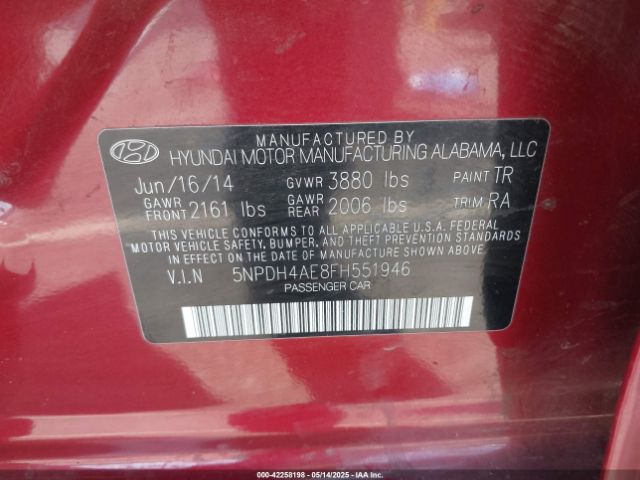 MANUFACTURED BY
HYUNDAI MOTOR MANUFACTURING ALABAMA, LLC
Jun/16/14 GVWR 3880 lbs PAINT TR
GAWR FRONT 2161 lbs GAWR REAR 2006 lbs TRIM RA
THIS VEHICLE CONFORMS TO ALL APPLICABLE U.S.A. FEDERAL
MOTOR VEHICLE SAFETY, BUMPER, AND THEFT PREVENTION STANDARDS
IN EFFECT ON THE DATE OF MANUFACTURE SHOWN ABOVE.
V.I.N 5NPDH4AE8FH551946
PASSENGER CAR
000-42258198 - 05/14/2025 - IAAI.COM